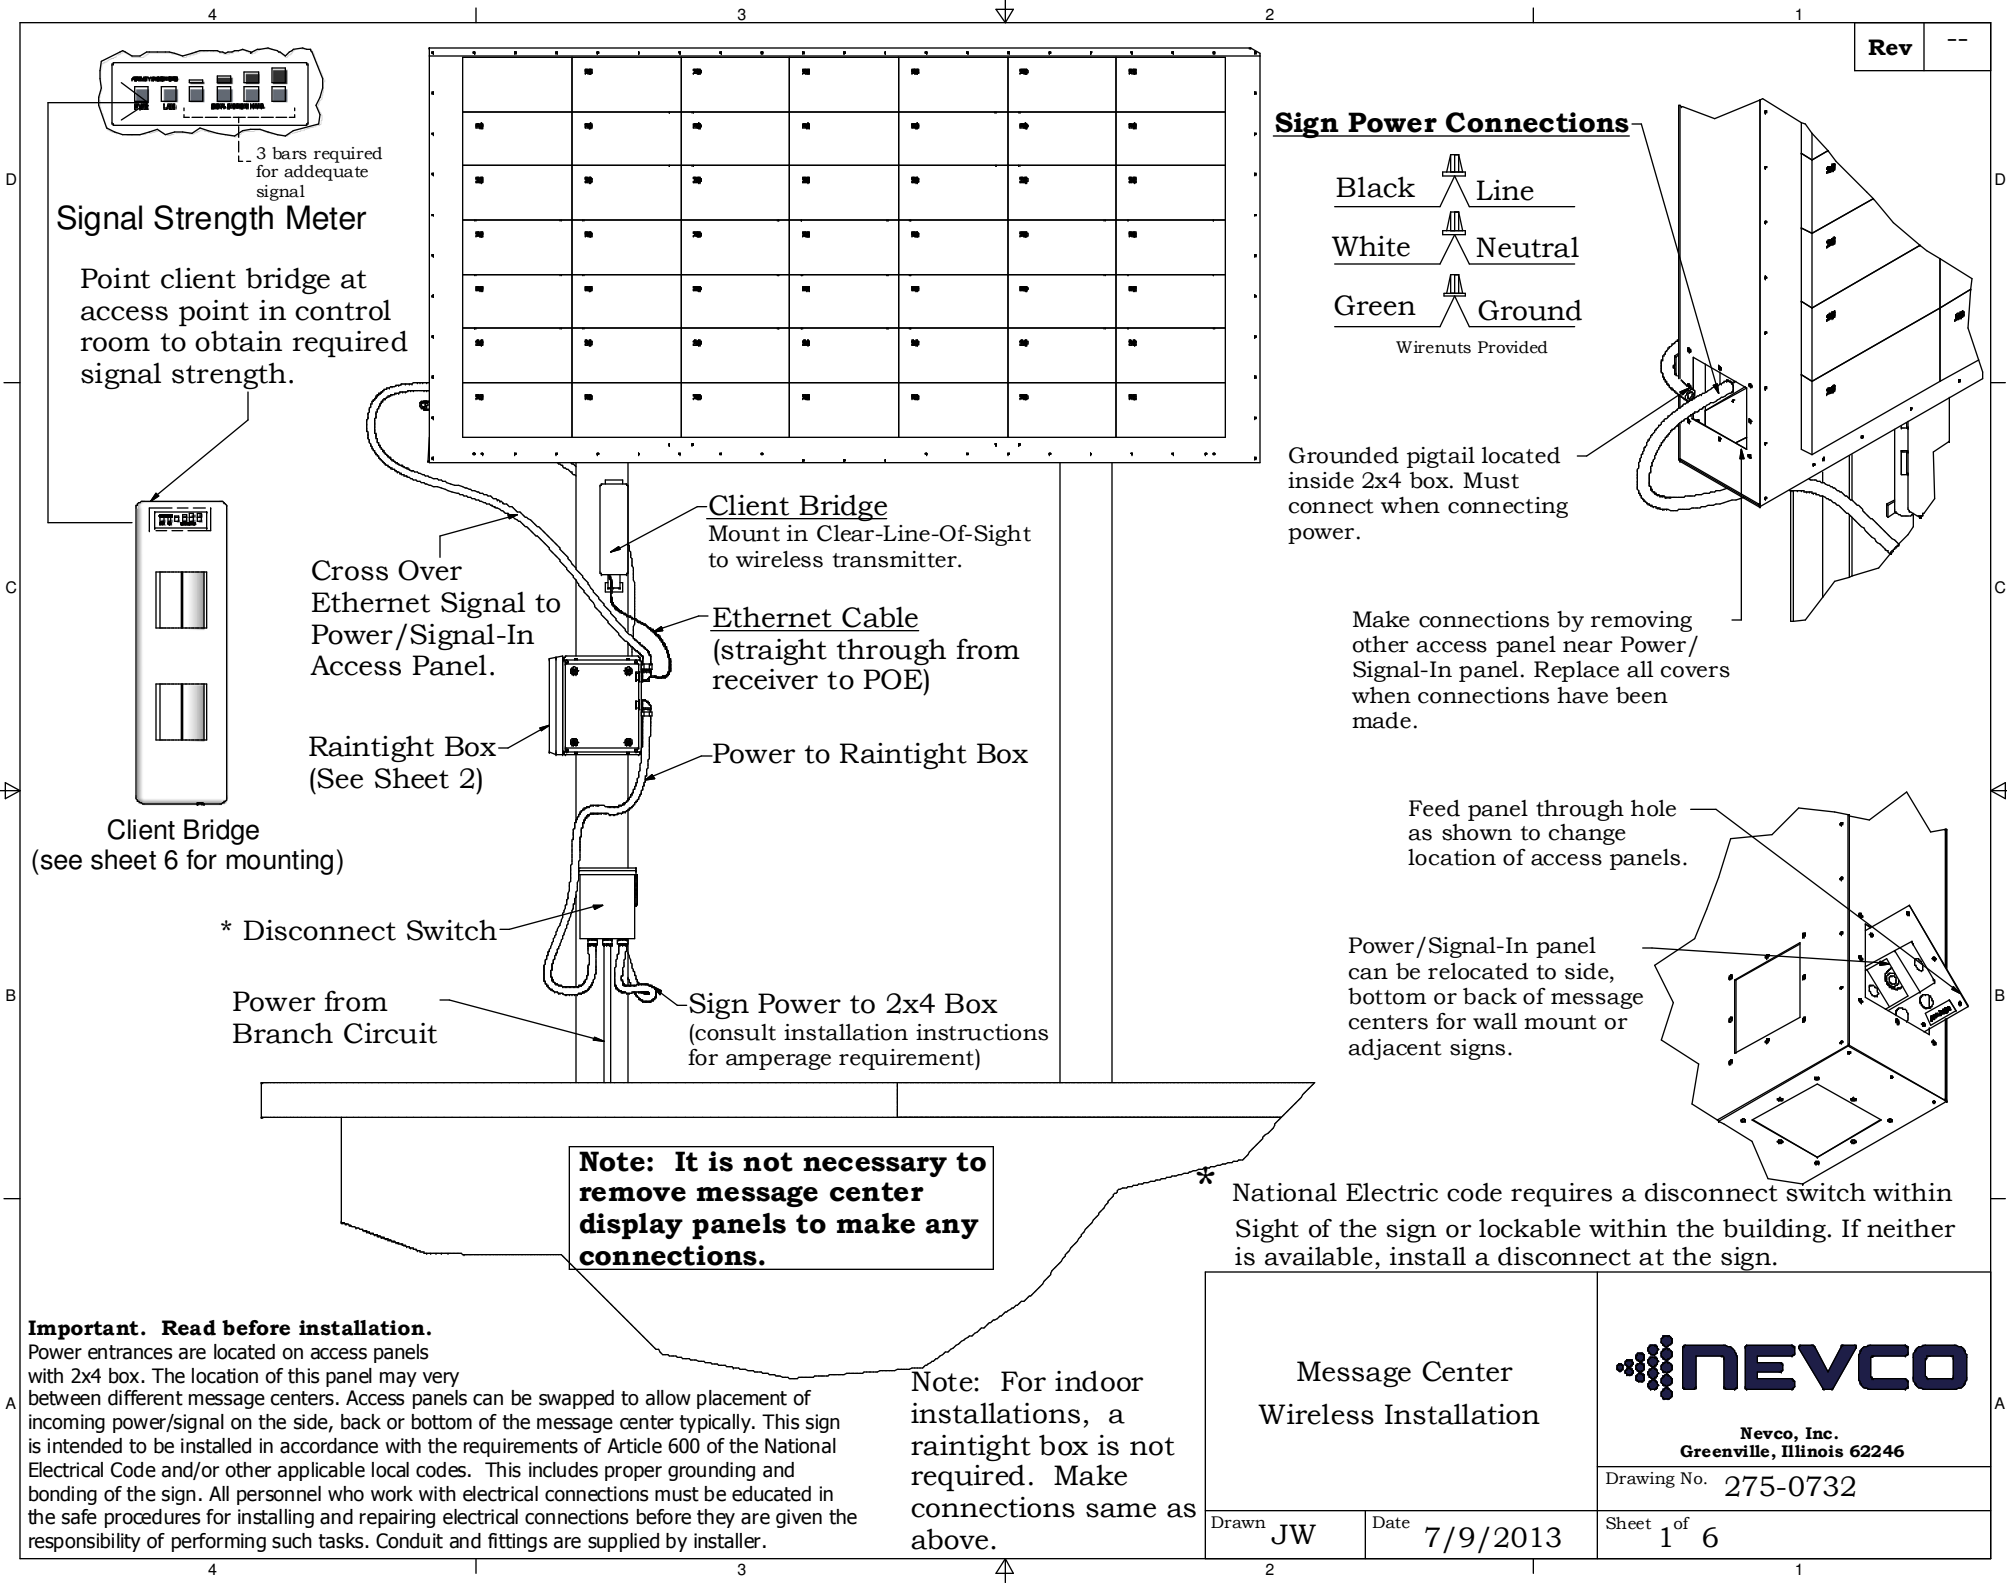 4
3
2
1
Rev
--
3 bars required
for addequate
signal
Signal Strength Meter
Point client bridge at
access point in control
room to obtain required
signal strength.
Client Bridge
(see sheet 6 for mounting)
D
C
B
A
Sign Power Connections
Black
Line
White
Neutral
Green
Ground
Wirenuts Provided
Grounded pigtail located
inside 2x4 box. Must
connect when connecting
power.
Client Bridge
Mount in Clear-Line-Of-Sight
to wireless transmitter.
Cross Over
Ethernet Signal to
Power/Signal-In
Access Panel.
Ethernet Cable
(straight through from
receiver to POE)
Raintight Box
(See Sheet 2)
Power to Raintight Box
* Disconnect Switch
Power from
Branch Circuit
Sign Power to 2x4 Box
(consult installation instructions
for amperage requirement)
Make connections by removing
other access panel near Power/
Signal-In panel. Replace all covers
when connections have been
made.
Feed panel through hole
as shown to change
location of access panels.
Power/Signal-In panel
can be relocated to side,
bottom or back of message
centers for wall mount or
adjacent signs.
D
C
B
A
Note: It is not necessary to
remove message center
display panels to make any
connections.
* National Electric code requires a disconnect switch within
Sight of the sign or lockable within the building. If neither
is available, install a disconnect at the sign.
Important. Read before installation.
Power entrances are located on access panels
with 2x4 box. The location of this panel may very
between different message centers. Access panels can be swapped to allow placement of
incoming power/signal on the side, back or bottom of the message center typically. This sign
is intended to be installed in accordance with the requirements of Article 600 of the National
Electrical Code and/or other applicable local codes. This includes proper grounding and
bonding of the sign. All personnel who work with electrical connections must be educated in
the safe procedures for installing and repairing electrical connections before they are given the
responsibility of performing such tasks. Conduit and fittings are supplied by installer.
Note: For indoor
installations, a
raintight box is not
required. Make
connections same as
above.
Message Center
Wireless Installation
NEVCO
Nevco, Inc.
Greenville, Illinois 62246
Drawing No. 275-0732
Drawn JW
Date 7/9/2013
Sheet 1 of 6
4
3
2
1